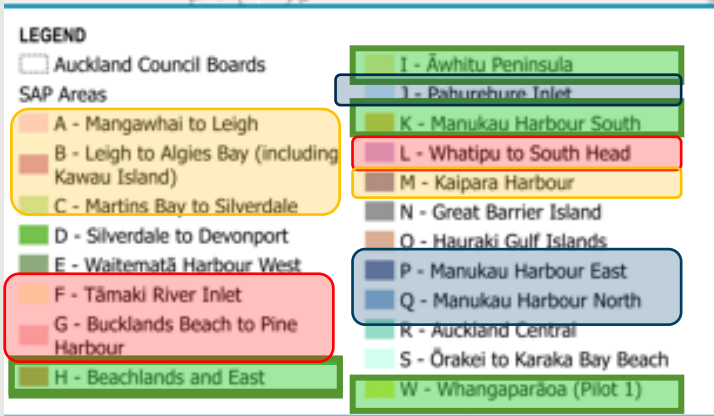 LEGEND
Auckland Council Boards
SAP Areas
A - Mangawhai to Leigh
B - Leigh to Algies Bay (including
Kawau Island)
C - Martins Bay to Silverdale
D - Silverdale to Devponport
E - Waitematā Harbour West
F - Tāmaki River Inlet
G - Bucklands Beach to Pine
Harbour
H - Beachlands and East
I - Āwhitu Peninsula
J - Pahurehure Inlet
K - Manukau Harbour South
L - Whatipu to South Head
M - Kaipara Harbour
N - Great Barrier Island
O - Hauraki Gulf Islands
P - Manukau Harbour East
Q - Manukau Harbour North
R - Auckland Central
S - Ōrakei to Karaka Bay Beach
W - Whangaparāoa (Pilot 1)